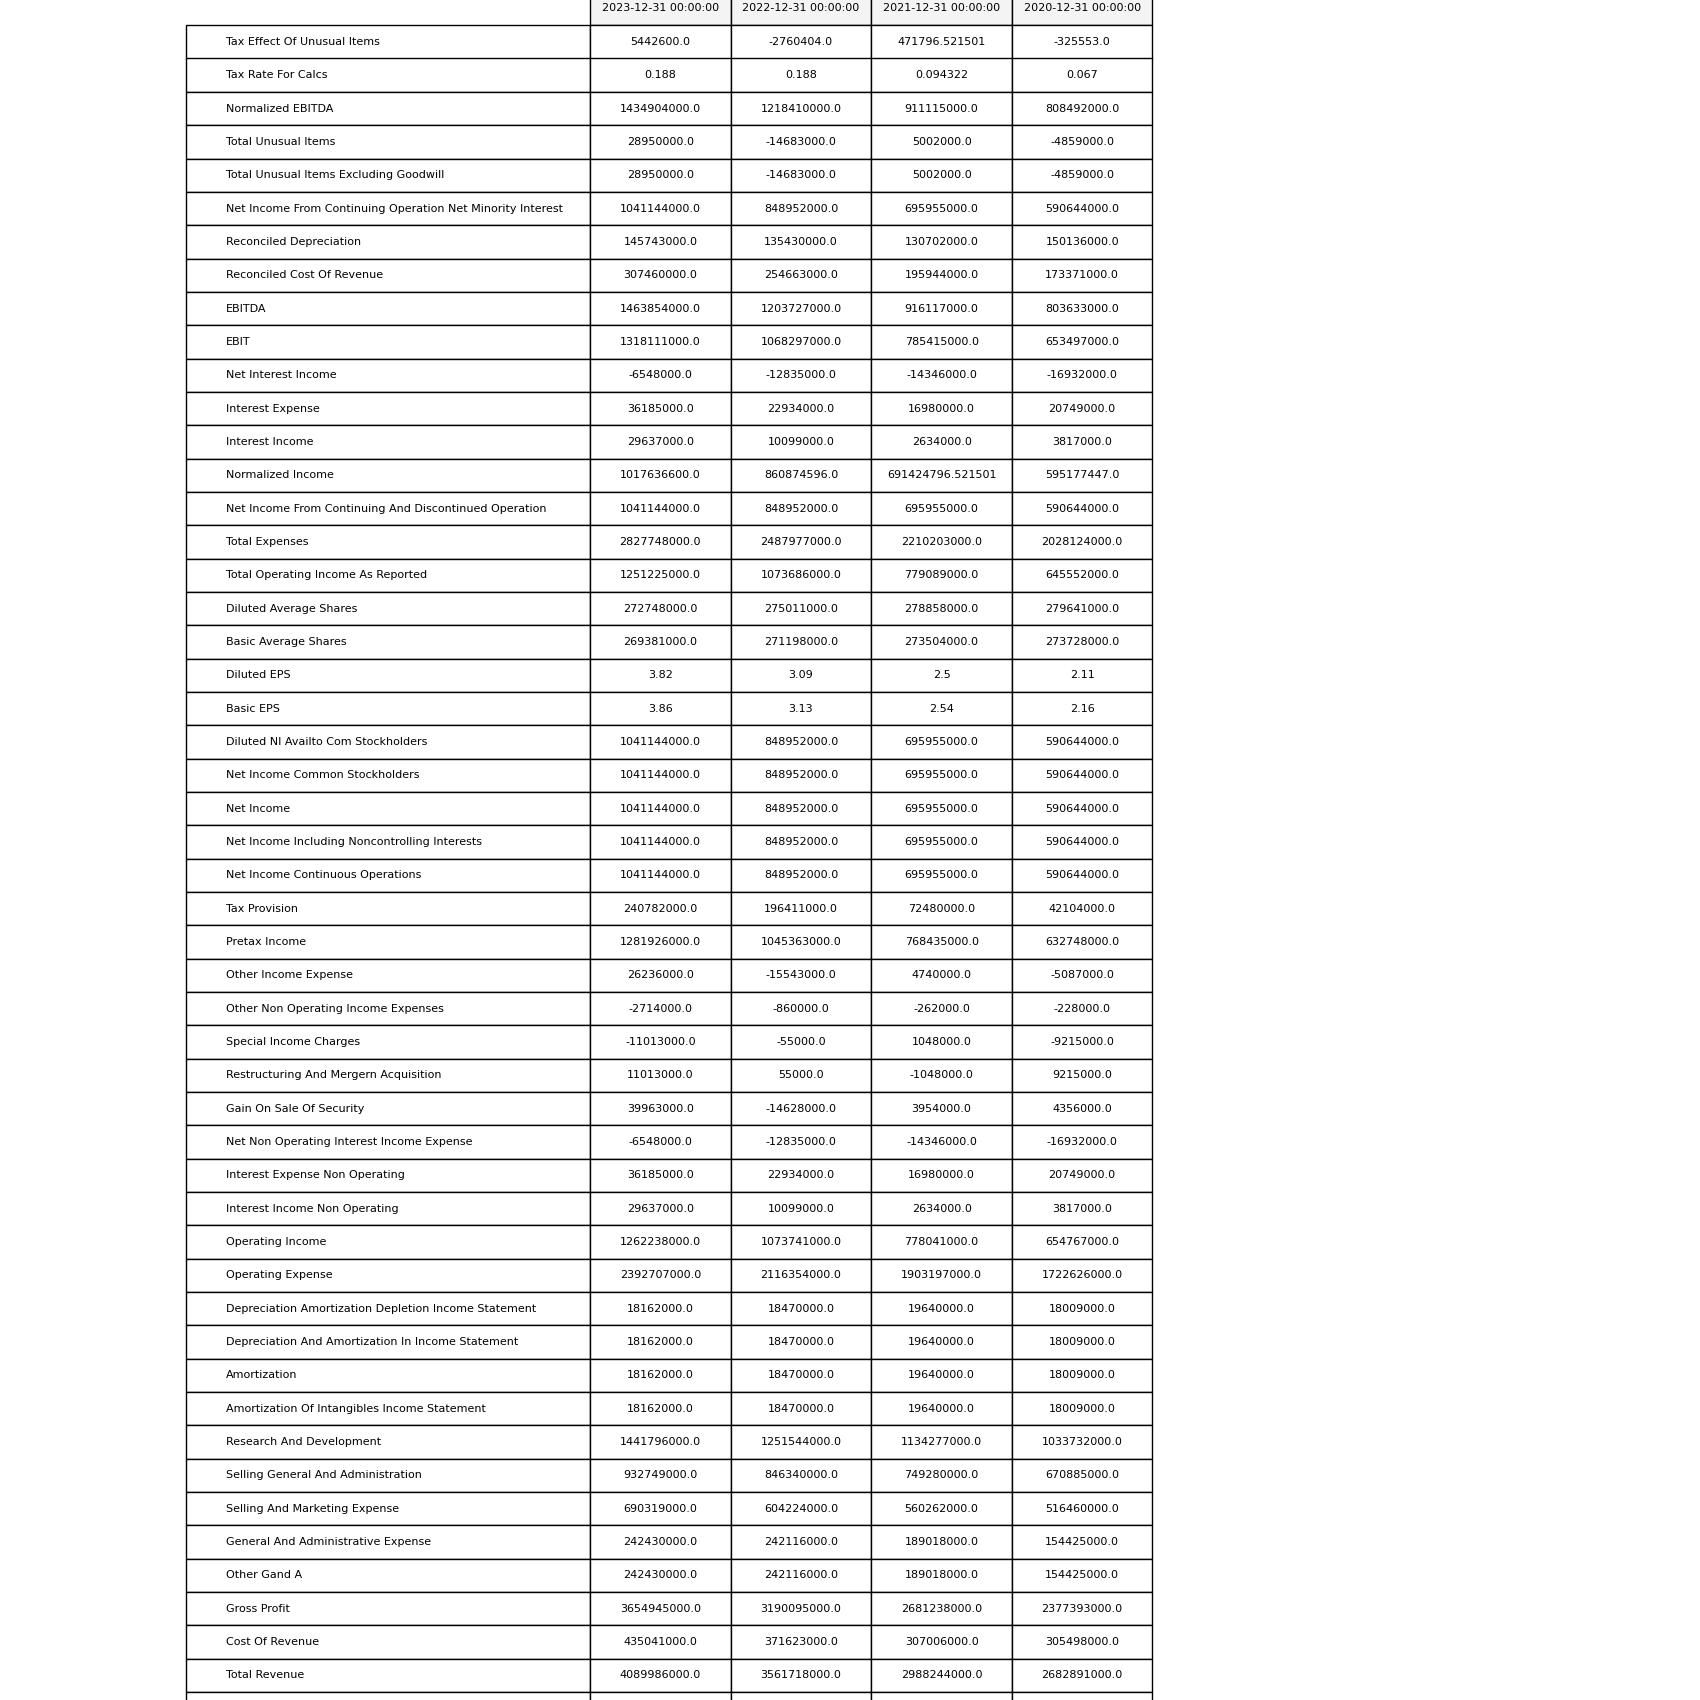 2023-12-31 00:00:00 2022-12-31 00:00:00 2021-12-31 00:00:00 2020-12-31 00:00:00
Tax Effect Of Unusual Items 5442600.0 -2760404.0 471796.521501 -325553.0
Tax Rate For Calcs 0.188 0.188 0.094322 0.067
Normalized EBITDA 1434904000.0 1218410000.0 911115000.0 808492000.0
Total Unusual Items 28950000.0 -14683000.0 5002000.0 -4859000.0
Total Unusual Items Excluding Goodwill 28950000.0 -14683000.0 5002000.0 -4859000.0
Net Income From Continuing Operation Net Minority Interest 1041144000.0 848952000.0 695955000.0 590644000.0
Reconciled Depreciation 145743000.0 135430000.0 130702000.0 150136000.0
Reconciled Cost Of Revenue 307460000.0 254663000.0 195944000.0 173371000.0
EBITDA 1463854000.0 1203727000.0 916117000.0 803633000.0
EBIT 1318111000.0 1068297000.0 785415000.0 653497000.0
Net Interest Income -6548000.0 -12835000.0 -14346000.0 -16932000.0
Interest Expense 36185000.0 22934000.0 16980000.0 20749000.0
Interest Income 29637000.0 10099000.0 2634000.0 3817000.0
Normalized Income 1017636600.0 860874596.0 691424796.521501 595177447.0
Net Income From Continuing And Discontinued Operation 1041144000.0 848952000.0 695955000.0 590644000.0
Total Expenses 2827748000.0 2487977000.0 2210203000.0 2028124000.0
Total Operating Income As Reported 1251225000.0 1073686000.0 779089000.0 645552000.0
Diluted Average Shares 272748000.0 275011000.0 278858000.0 279641000.0
Basic Average Shares 269381000.0 271198000.0 273504000.0 273728000.0
Diluted EPS 3.82 3.09 2.5 2.11
Basic EPS 3.86 3.13 2.54 2.16
Diluted NI Availto Com Stockholders 1041144000.0 848952000.0 695955000.0 590644000.0
Net Income Common Stockholders 1041144000.0 848952000.0 695955000.0 590644000.0
Net Income 1041144000.0 848952000.0 695955000.0 590644000.0
Net Income Including Noncontrolling Interests 1041144000.0 848952000.0 695955000.0 590644000.0
Net Income Continuous Operations 1041144000.0 848952000.0 695955000.0 590644000.0
Tax Provision 240782000.0 196411000.0 72480000.0 42104000.0
Pretax Income 1281926000.0 1045363000.0 768435000.0 632748000.0
Other Income Expense 26236000.0 -15543000.0 4740000.0 -5087000.0
Other Non Operating Income Expenses -2714000.0 -860000.0 -262000.0 -228000.0
Special Income Charges -11013000.0 -55000.0 1048000.0 -9215000.0
Restructuring And Mergern Acquisition 11013000.0 55000.0 -1048000.0 9215000.0
Gain On Sale Of Security 39963000.0 -14628000.0 3954000.0 4356000.0
Net Non Operating Interest Income Expense -6548000.0 -12835000.0 -14346000.0 -16932000.0
Interest Expense Non Operating 36185000.0 22934000.0 16980000.0 20749000.0
Interest Income Non Operating 29637000.0 10099000.0 2634000.0 3817000.0
Operating Income 1262238000.0 1073741000.0 778041000.0 654767000.0
Operating Expense 2392707000.0 2116354000.0 1903197000.0 1722626000.0
Depreciation Amortization Depletion Income Statement 18162000.0 18470000.0 19640000.0 18009000.0
Depreciation And Amortization In Income Statement 18162000.0 18470000.0 19640000.0 18009000.0
Amortization 18162000.0 18470000.0 19640000.0 18009000.0
Amortization Of Intangibles Income Statement 18162000.0 18470000.0 19640000.0 18009000.0
Research And Development 1441796000.0 1251544000.0 1134277000.0 1033732000.0
Selling General And Administration 932749000.0 846340000.0 749280000.0 670885000.0
Selling And Marketing Expense 690319000.0 604224000.0 560262000.0 516460000.0
General And Administrative Expense 242430000.0 242116000.0 189018000.0 154425000.0
Other Gand A 242430000.0 242116000.0 189018000.0 154425000.0
Gross Profit 3654945000.0 3190095000.0 2681238000.0 2377393000.0
Cost Of Revenue 435041000.0 371623000.0 307006000.0 305498000.0
Total Revenue 4089986000.0 3561718000.0 2988244000.0 2682891000.0